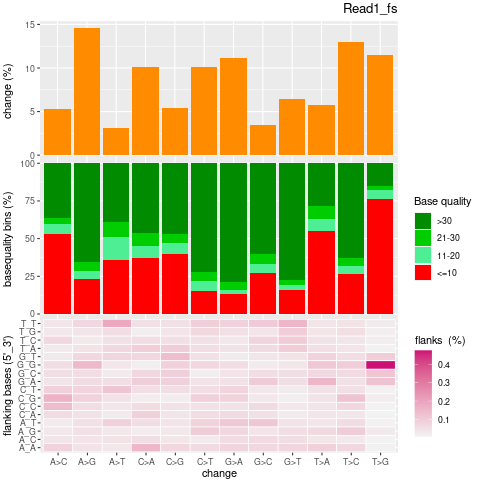 Read1_fs
15
10
5
0
change (%)
100
75
50
25
0
basequality bins (%)
Base quality
>30
21-30
11-20
<=10
T_T
T_G
T_C
T_A
G_T
G_G
G_C
G_A
C_T
C_G
C_C
C_A
A_T
A_G
A_C
A_A
flanking bases (5'_3')
flanks (%)
0.4
0.3
0.2
0.1
A>C A>G A>T C>A C>G C>T G>A G>C G>T T>A T>C T>G
change